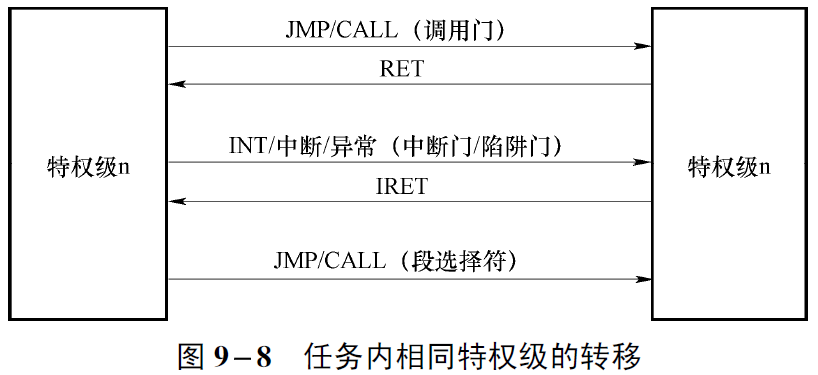 JMP/CALL（调用门）
RET
特权级n
INT/中断/异常（中断门/陷阱门）
特权级n
IRET
JMP/CALL（段选择符）
图 9-8 任务内相同特权级的转移